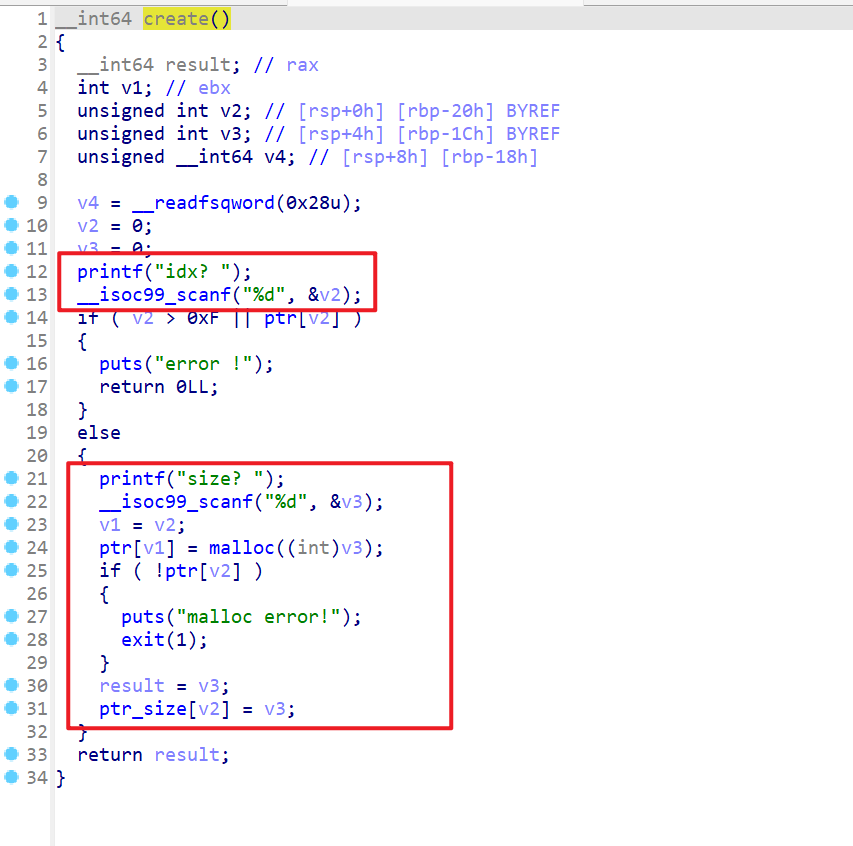 1 __int64 create()
2 {
3   __int64 result; // rax
4   int v1; // ebx
5   unsigned int v2; // [rsp+0h] [rbp-20h] BYREF
6   unsigned int v3; // [rsp+4h] [rbp-1Ch] BYREF
7   unsigned __int64 v4; // [rsp+8h] [rbp-18h]
8
9   v4 = __readfsqword(0x28u);
10   v2 = 0;
11   v3 = 0;
12   printf("idx? ");
13   __isoc99_scanf("%d", &v2);
14   if ( v2 > 0xF || ptr[v2] )
15   {
16     puts("error !");
17     return 0LL;
18   }
19   else
20   {
21     printf("size? ");
22     __isoc99_scanf("%d", &v3);
23     v1 = v2;
24     ptr[v1] = malloc((int)v3);
25     if ( !ptr[v2] )
26     {
27       puts("malloc error!");
28       exit(1);
29     }
30     result = v3;
31     ptr_size[v2] = v3;
32   }
33   return result;
34 }